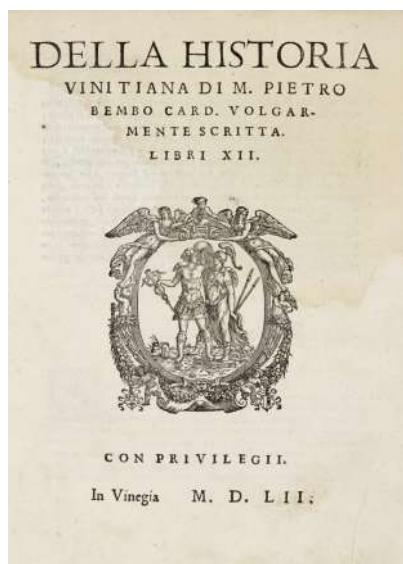 DELLA HISTORIA
VINITIANA DI M. PIETRO
BEMBO CARD. VOLGAR-
MENTE SCRITTA.
LIBRI XII.
CON PRIVILEGII.
In Vinegia M. D. LII.